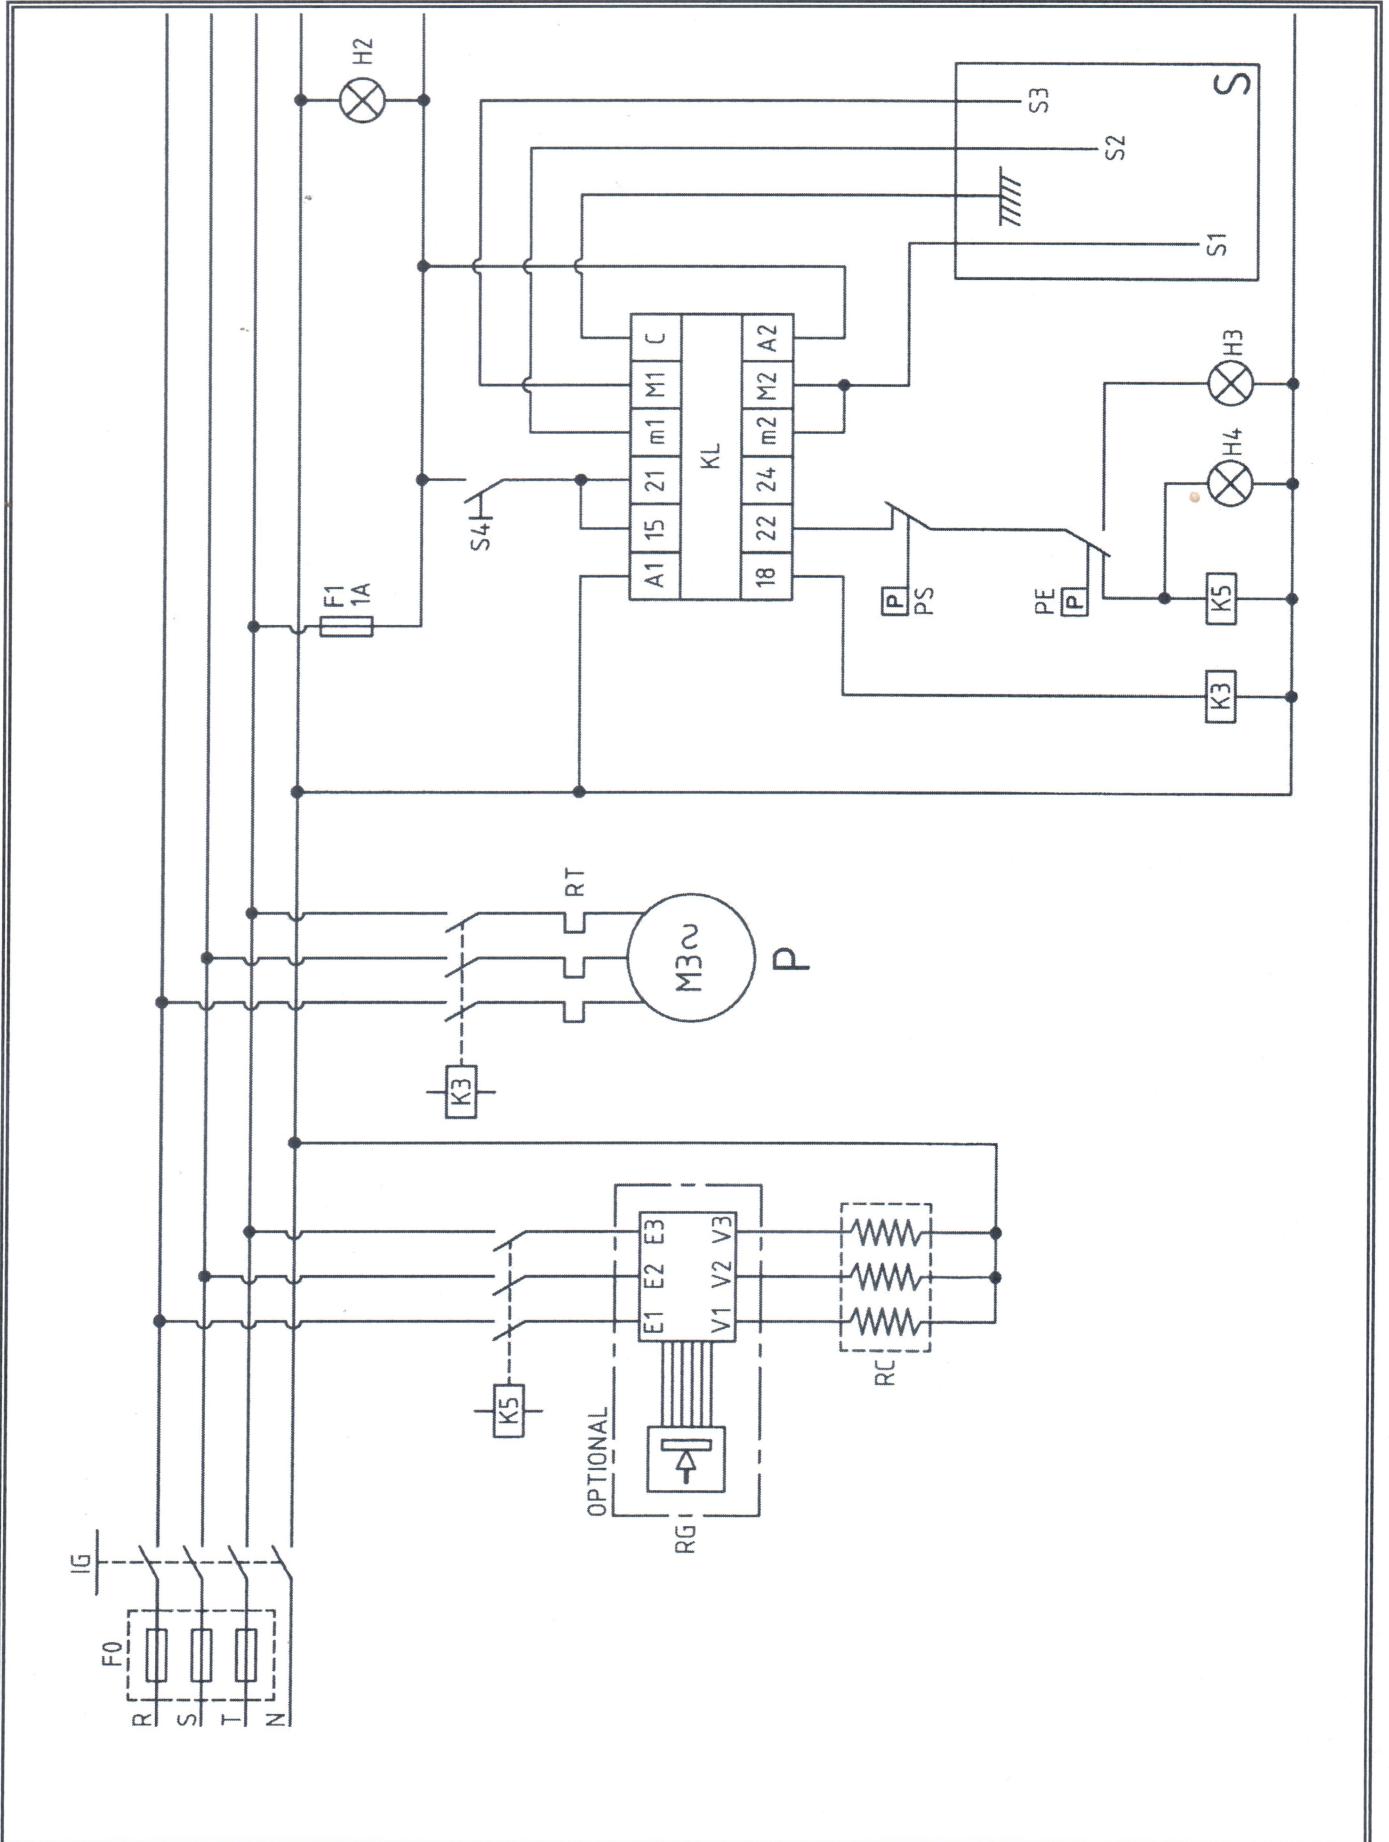 IG
F0
R
S
T
N
K5
OPTIONAL
RG
E1 E2 E3
V1 V2 V3
RC
K3
RT
M3~
P
F1
1A
H2
S4
A1 15 21 m1 M1 C
KL
18 22 24 m2 M2 A2
P
PS
PE
P
K3
K5
H4
H3
S1
S2
S3
S